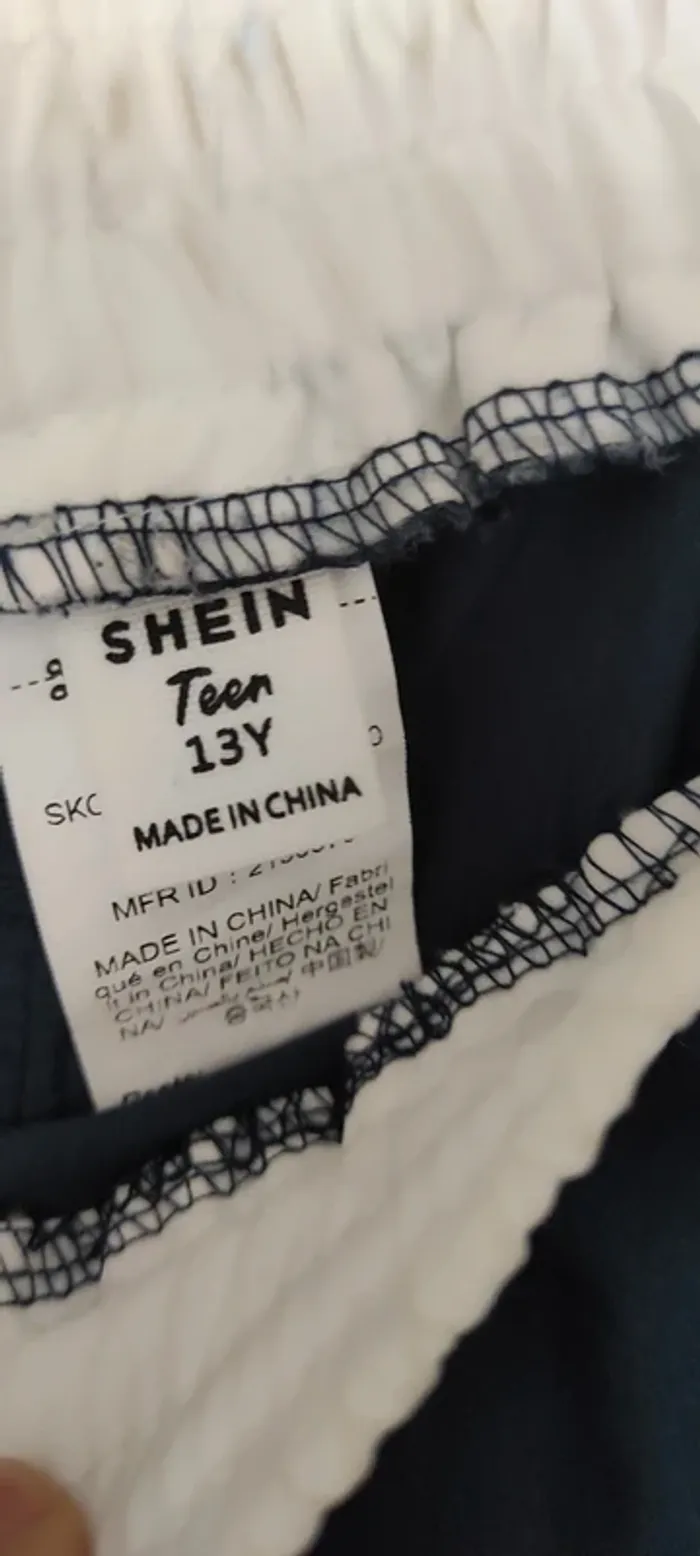 SHEIN
Teen
13Y
SKC
MADE IN CHINA
MFR ID :
MADE IN CHINA/ Fabri
qué en Chine/ Hergestel
lt in China/ HECHO EN
CHINA/ FEITO NA CHI
NA/ 中国製/